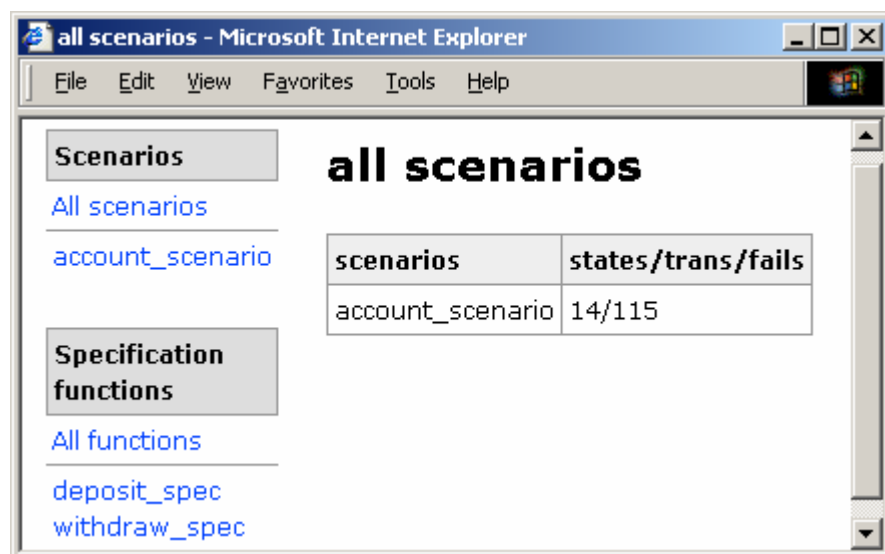 all scenarios - Microsoft Internet Explorer
File Edit View Favorites Tools Help
Scenarios
All scenarios
account_scenario
Specification
functions
All functions
deposit_spec
withdraw_spec
all scenarios
scenarios states/trans/fails
account_scenario 14/115